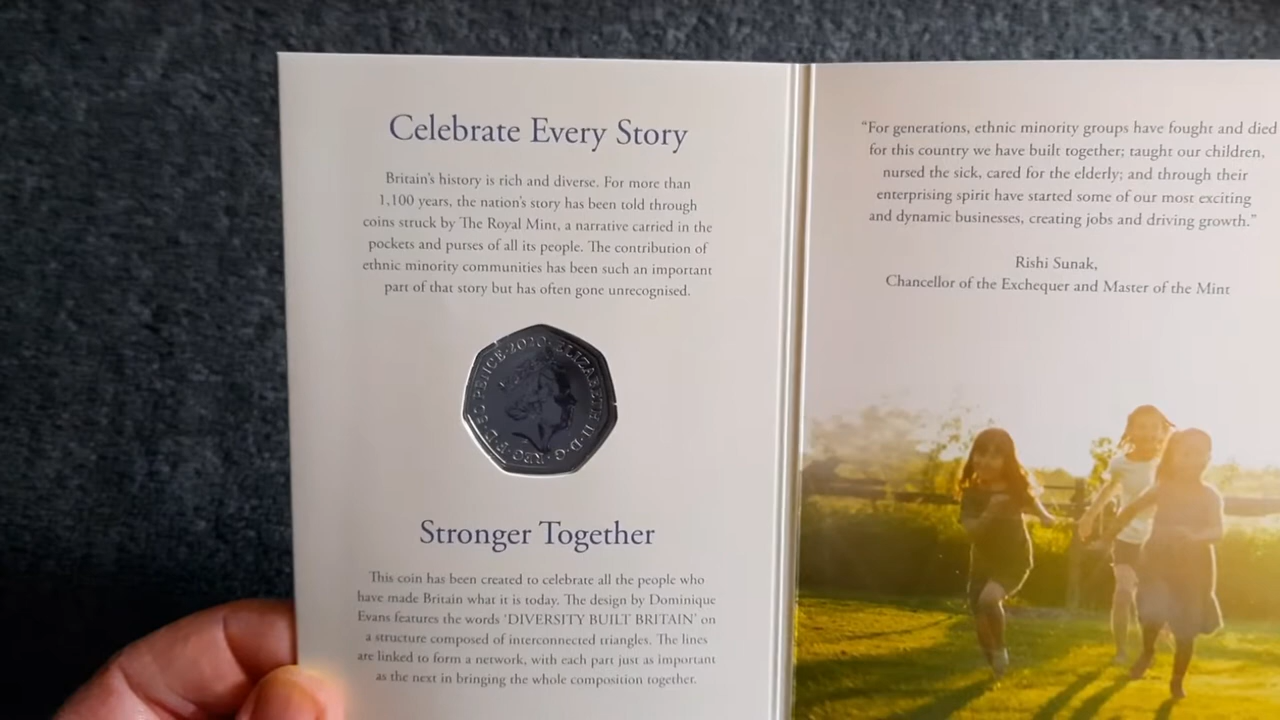 Celebrate Every Story
Britain's history is rich and diverse. For more than
1,100 years, the nation's story has been told through
coins struck by The Royal Mint, a narrative carried in the
pockets and purses of all its people. The contribution of
ethnic minority communities has been such an important
part of that story but has often gone unrecognised.
ELIZABETH II·D·G·REG·F·D·50 PENCE·2020·
Stronger Together
This coin has been created to celebrate all the people who
have made Britain what it is today. The design by Dominique
Evans features the words 'DIVERSITY BUILT BRITAIN' on
a structure composed of interconnected triangles. The lines
are linked to form a network, with each part just as important
as the next in bringing the whole composition together.
“For generations, ethnic minority groups have fought and died
for this country we have built together; taught our children,
nursed the sick, cared for the elderly; and through their
enterprising spirit have started some of our most exciting
and dynamic businesses, creating jobs and driving growth.”
Rishi Sunak,
Chancellor of the Exchequer and Master of the Mint